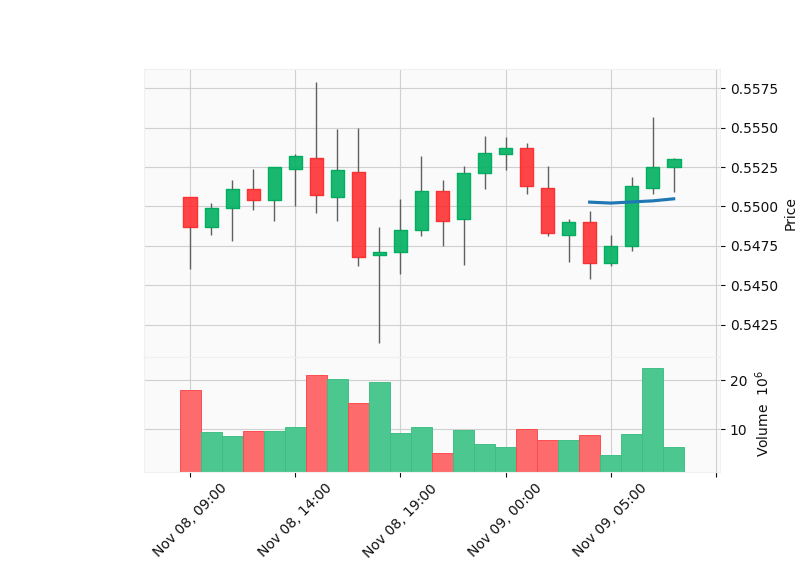 0.5575
0.5550
0.5525
0.5500
0.5475
0.5450
0.5425
Price
20
10
Volume 10^6
Nov 08, 09:00
Nov 08, 14:00
Nov 08, 19:00
Nov 09, 00:00
Nov 09, 05:00